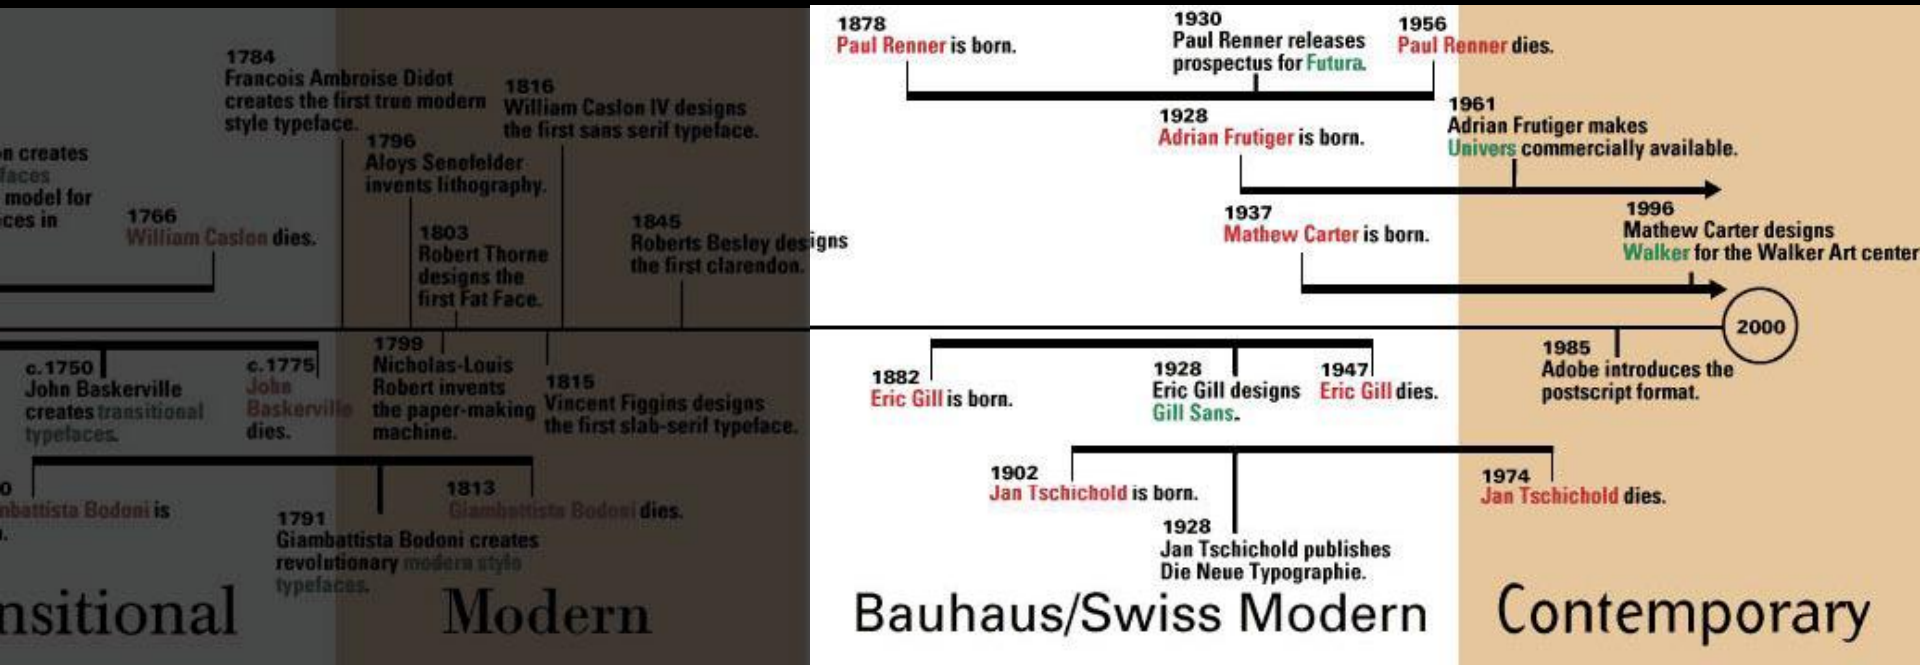 1784
Francois Ambroise Didot
creates the first true modern
style typeface.
1816
William Caslon IV designs
the first sans serif typeface.
1796
Aloys Senefelder
invents lithography.
creates
faces
model for
in
1766
William Caslon dies.
1803
Robert Thorne
designs the
first Fat Face.
1845
Roberts Besley designs
the first clarendon.
1878
Paul Renner is born.
1930
Paul Renner releases
prospectus for Futura.
1956
Paul Renner dies.
1928
Adrian Frutiger is born.
1961
Adrian Frutiger makes
Univers commercially available.
1937
Mathew Carter is born.
1996
Mathew Carter designs
Walker for the Walker Art center
2000
c.1750
John Baskerville
creates transitional
typefaces.
c.1775
John
Baskerville
dies.
1799
Nicholas-Louis
Robert invents
the paper-making
machine.
1815
Vincent Figgins designs
the first slab-serif typeface.
1882
Eric Gill is born.
1928
Eric Gill designs
Gill Sans.
1947
Eric Gill dies.
1985
Adobe introduces the
postscript format.
0
mbattista Bodoni is
.
1791
Giambattista Bodoni creates
revolutionary modern style
typefaces.
1813
Giambattista Bodoni dies.
1902
Jan Tschichold is born.
1928
Jan Tschichold publishes
Die Neue Typographie.
1974
Jan Tschichold dies.
nsitional
Modern
Bauhaus/Swiss Modern
Contemporary